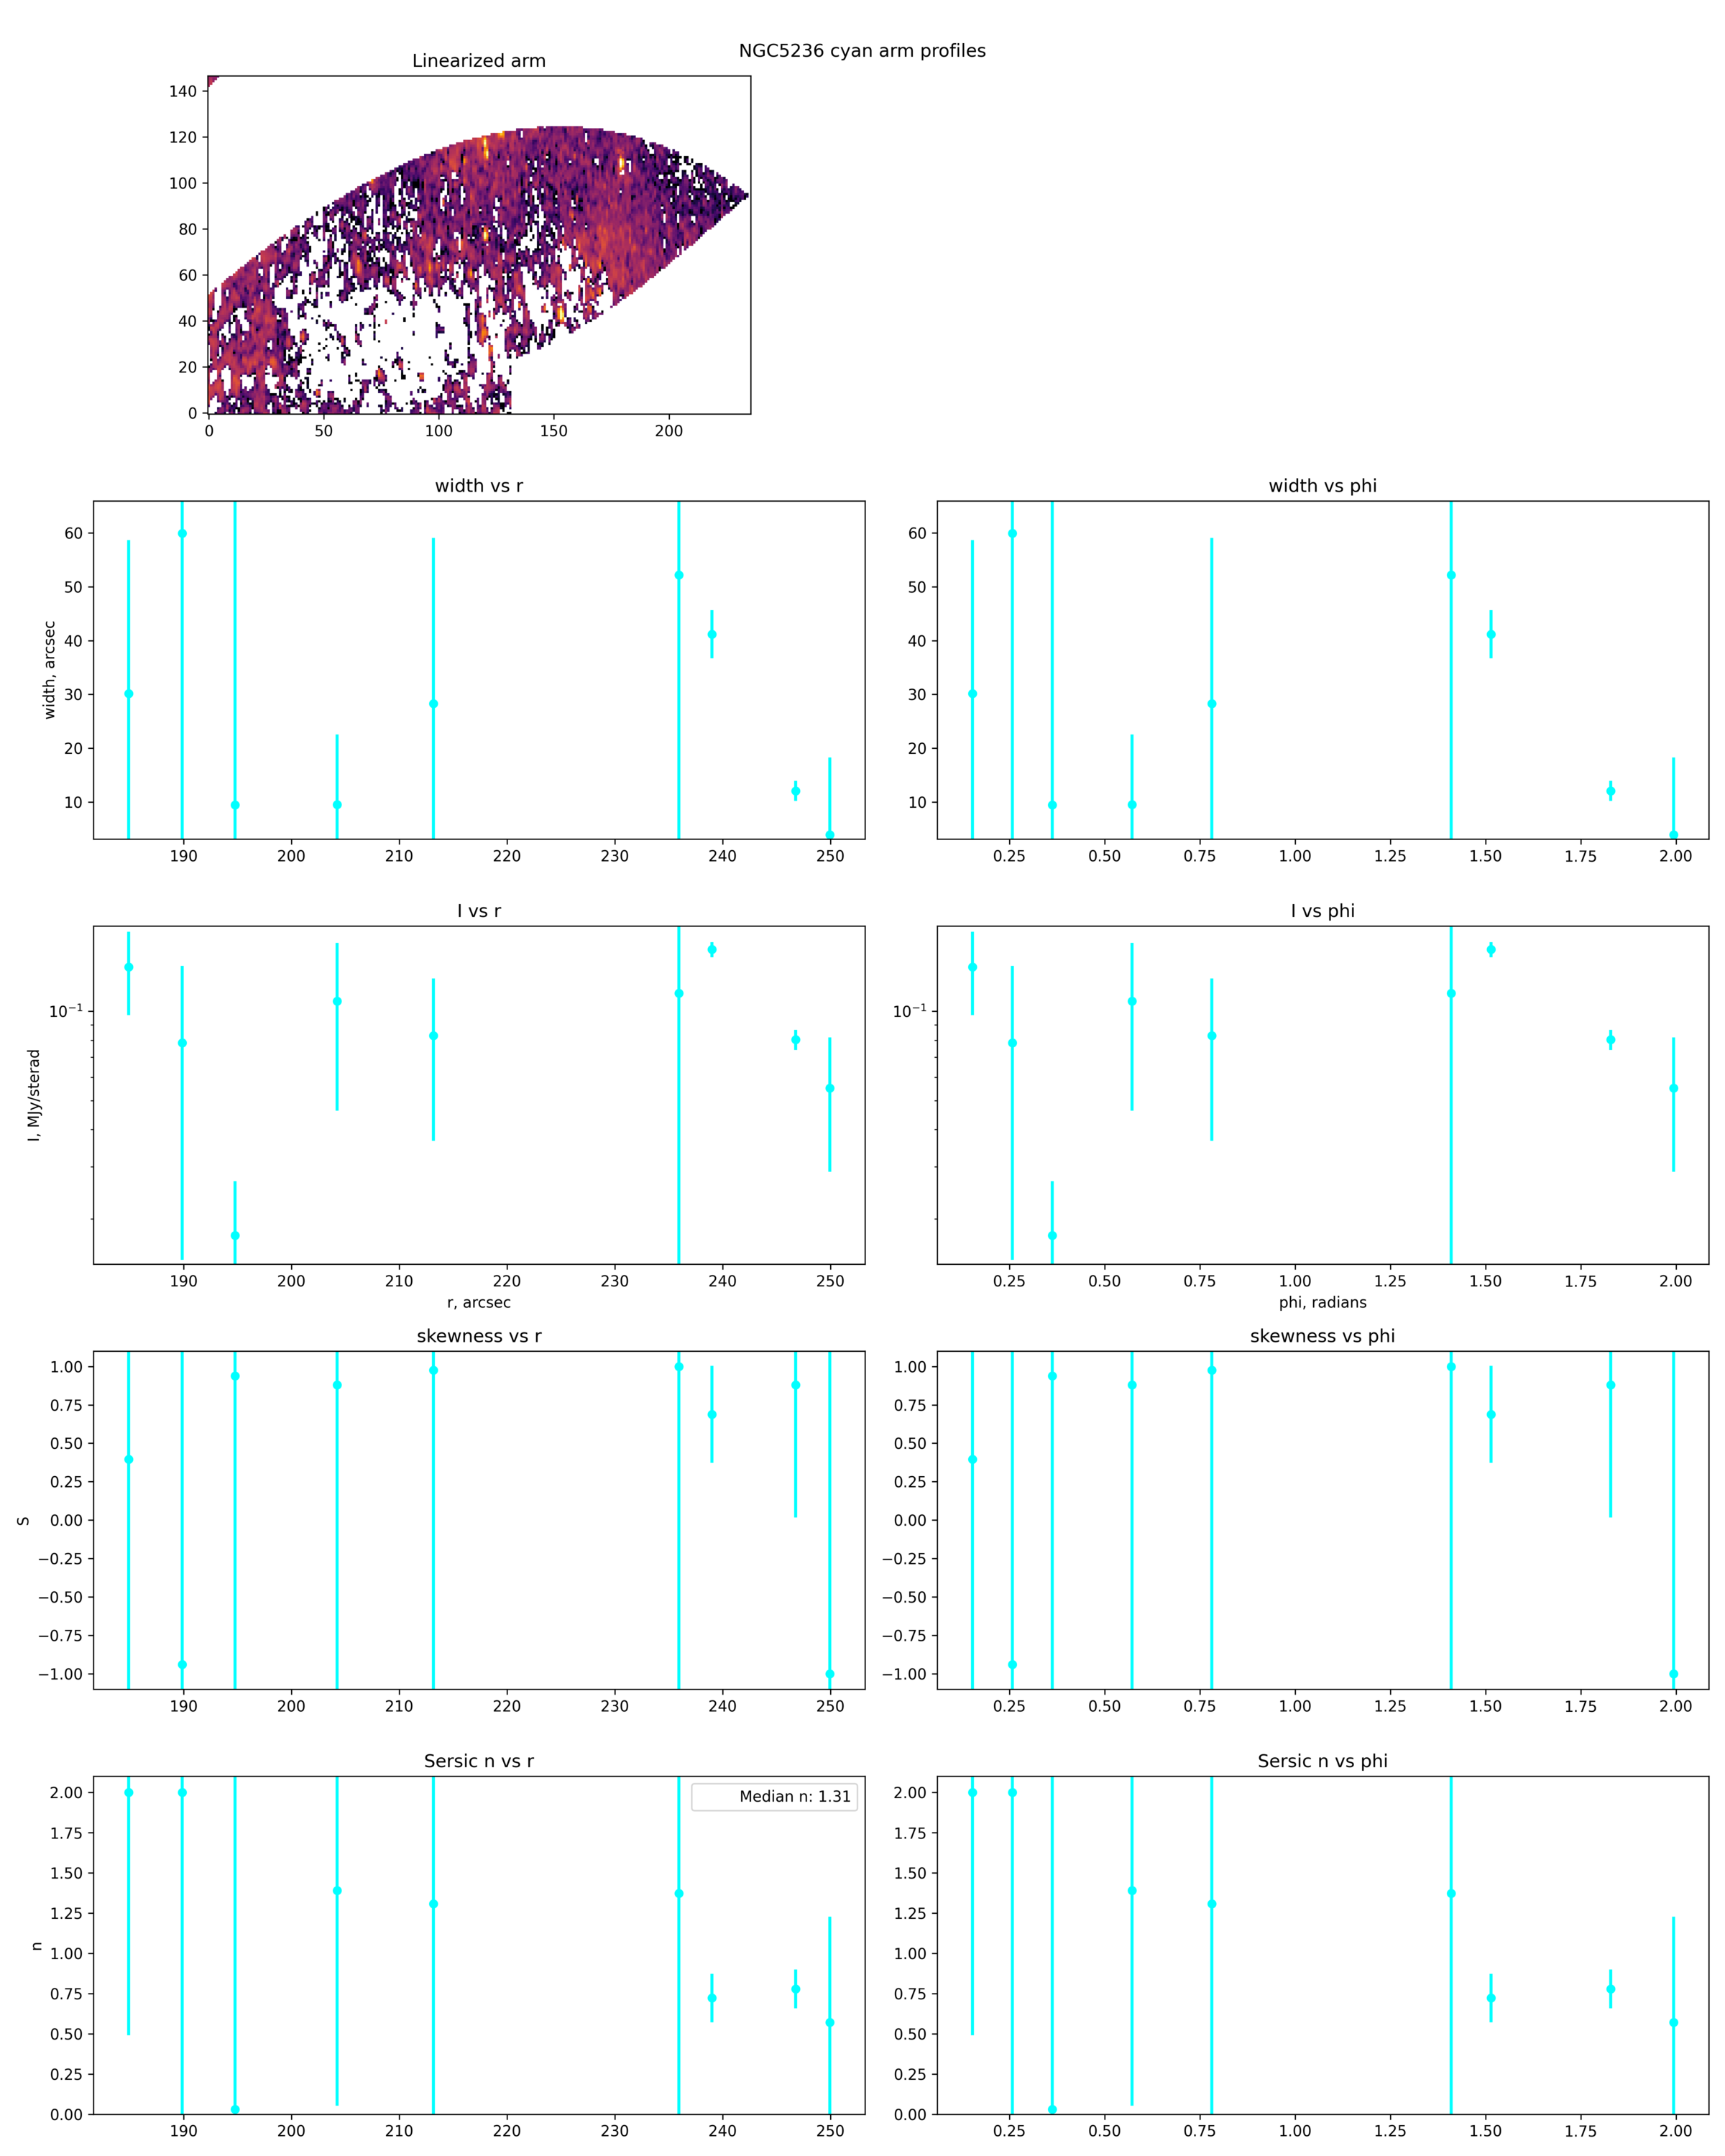 NGC5236 cyan arm profiles
Linearized arm
140
120
100
80
60
40
20
0
0 50 100 150 200
width vs r
width vs phi
width, arcsec
60
50
40
30
20
10
190 200 210 220 230 240 250
60
50
40
30
20
10
0.25 0.50 0.75 1.00 1.25 1.50 1.75 2.00
I vs r
I vs phi
I, MJy/sterad
10⁻¹
190 200 210 220 230 240 250
r, arcsec
10⁻¹
0.25 0.50 0.75 1.00 1.25 1.50 1.75 2.00
phi, radians
skewness vs r
skewness vs phi
S
1.00
0.75
0.50
0.25
0.00
−0.25
−0.50
−0.75
−1.00
190 200 210 220 230 240 250
1.00
0.75
0.50
0.25
0.00
−0.25
−0.50
−0.75
−1.00
0.25 0.50 0.75 1.00 1.25 1.50 1.75 2.00
Sersic n vs r
Sersic n vs phi
n
Median n: 1.31
2.00
1.75
1.50
1.25
1.00
0.75
0.50
0.25
0.00
190 200 210 220 230 240 250
2.00
1.75
1.50
1.25
1.00
0.75
0.50
0.25
0.00
0.25 0.50 0.75 1.00 1.25 1.50 1.75 2.00